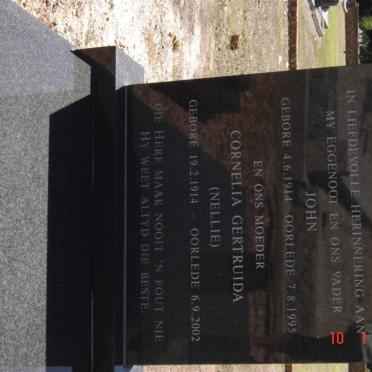 IN LIEFDEVOLLE HERINNERING AAN
MY EGGENOOT EN ONS VADER
JOHN
GEBORE 4.6.1914 OORLEDE 7.8.1995
EN ONS MOEDER
CORNELIA GERTRUIDA
(NELLIE)
GEBORE 19.2.1914 - OORLEDE 6.9.2002
DIE HERE MAAK NOOIT 'N FOUT NIE
HY WEET ALTYD DIE BESTE.
10 1